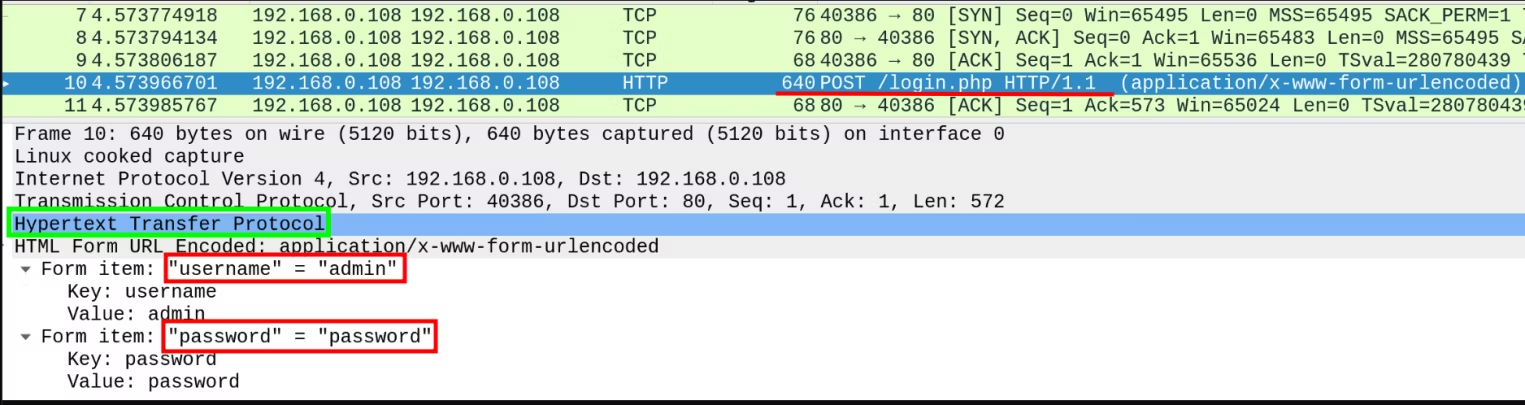 7 4.573774918 192.168.0.108 192.168.0.108 TCP 76 40386 → 80 [SYN] Seq=0 Win=65495 Len=0 MSS=65495 SACK_PERM=1
8 4.573794134 192.168.0.108 192.168.0.108 TCP 76 80 → 40386 [SYN, ACK] Seq=0 Ack=1 Win=65483 Len=0 MSS=65495
9 4.573806187 192.168.0.108 192.168.0.108 TCP 68 40386 → 80 [ACK] Seq=1 Ack=1 Win=65536 Len=0 TSval=280780439
10 4.573966701 192.168.0.108 192.168.0.108 HTTP 640 POST /login.php HTTP/1.1 (application/x-www-form-urlencoded)
11 4.573985767 192.168.0.108 192.168.0.108 TCP 68 80 → 40386 [ACK] Seq=1 Ack=573 Win=65024 Len=0 TSval=280780439
Frame 10: 640 bytes on wire (5120 bits), 640 bytes captured (5120 bits) on interface 0
Linux cooked capture
Internet Protocol Version 4, Src: 192.168.0.108, Dst: 192.168.0.108
Transmission Control Protocol, Src Port: 40386, Dst Port: 80, Seq: 1, Ack: 1, Len: 572
Hypertext Transfer Protocol
HTML Form URL Encoded: application/x-www-form-urlencoded
Form item: "username" = "admin"
Key: username
Value: admin
Form item: "password" = "password"
Key: password
Value: password